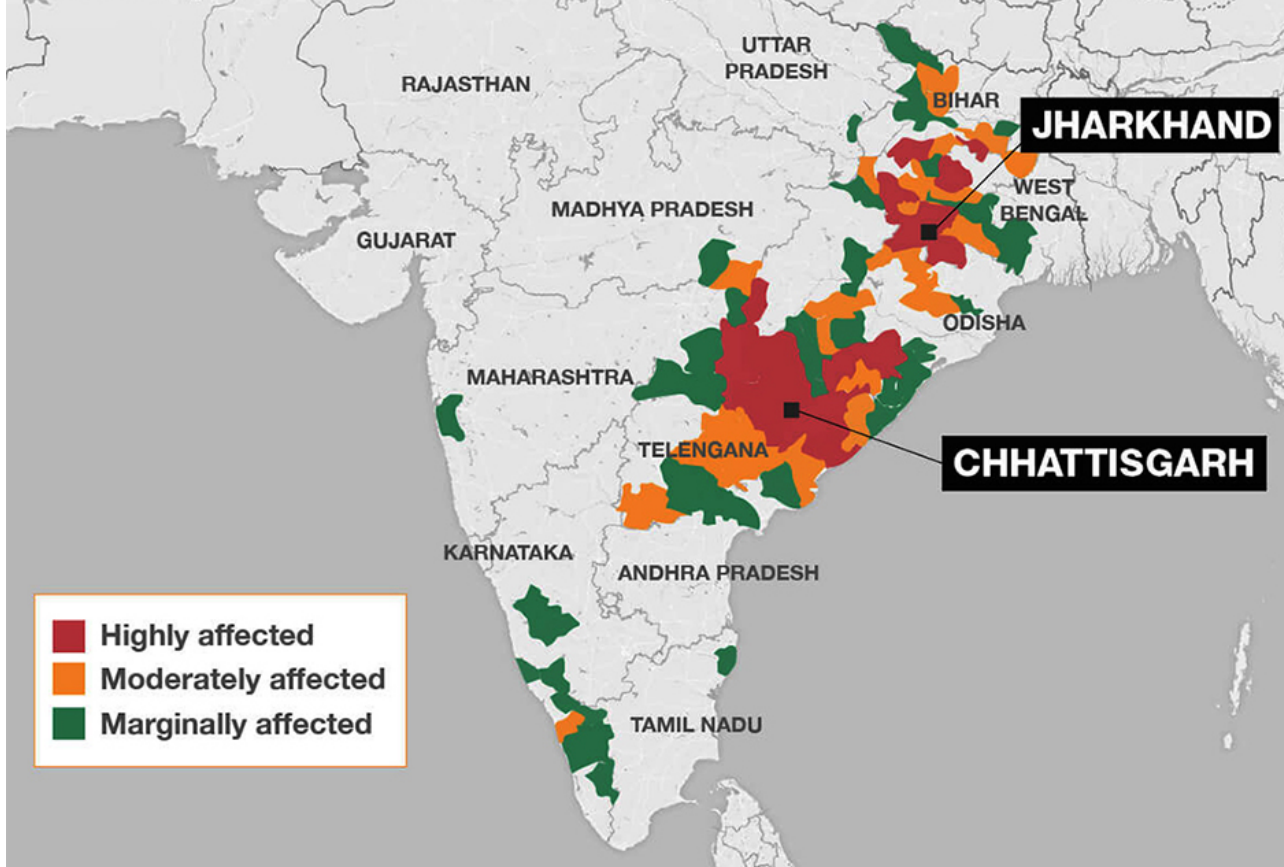 UTTAR
PRADESH
RAJASTHAN
BIHAR
JHARKHAND
WEST
BENGAL
MADHYA PRADESH
GUJARAT
ODISHA
MAHARASHTRA
TELENGANA
CHHATTISGARH
KARNATAKA
ANDHRA PRADESH
Highly affected
Moderately affected
Marginally affected
TAMIL NADU